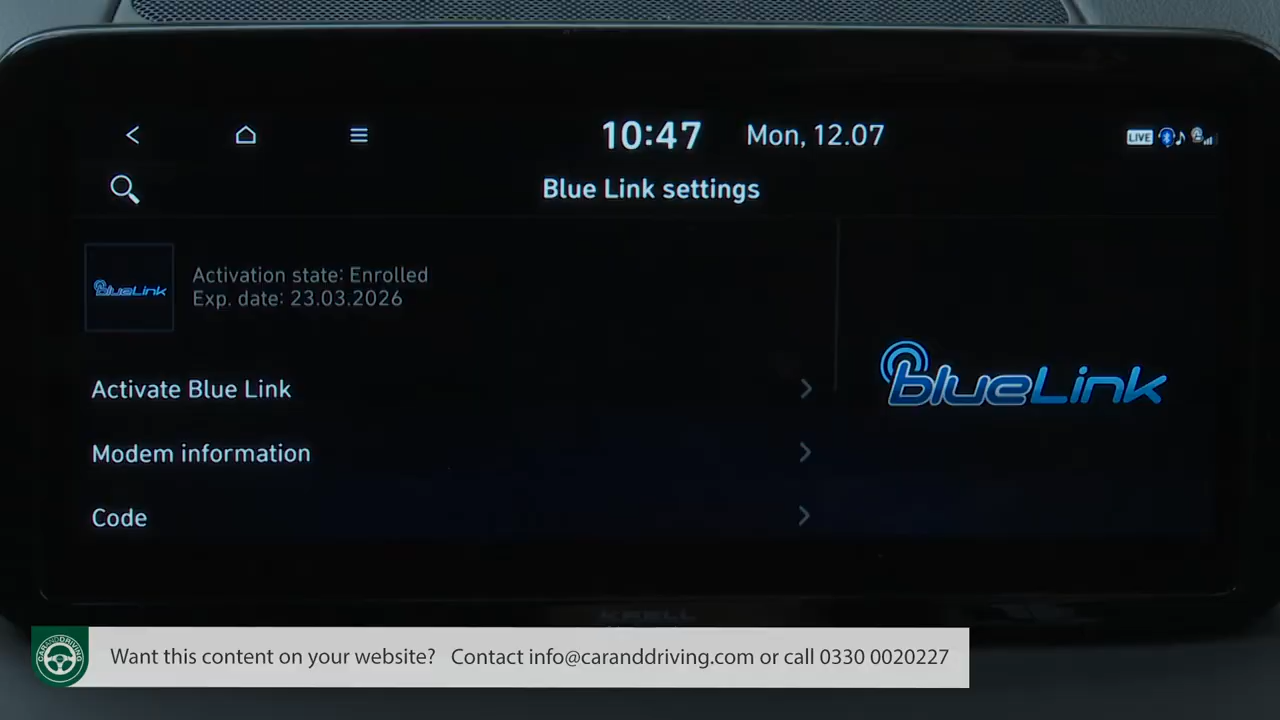 10:47 Mon, 12.07 LIVE
Blue Link settings
blueLink
Activation state: Enrolled
Exp. date: 23.03.2026
Activate Blue Link
blueLink
Modem information
Code
KRELL
CARANDDRIVING
Want this content on your website? Contact info@caranddriving.com or call 0330 0020227